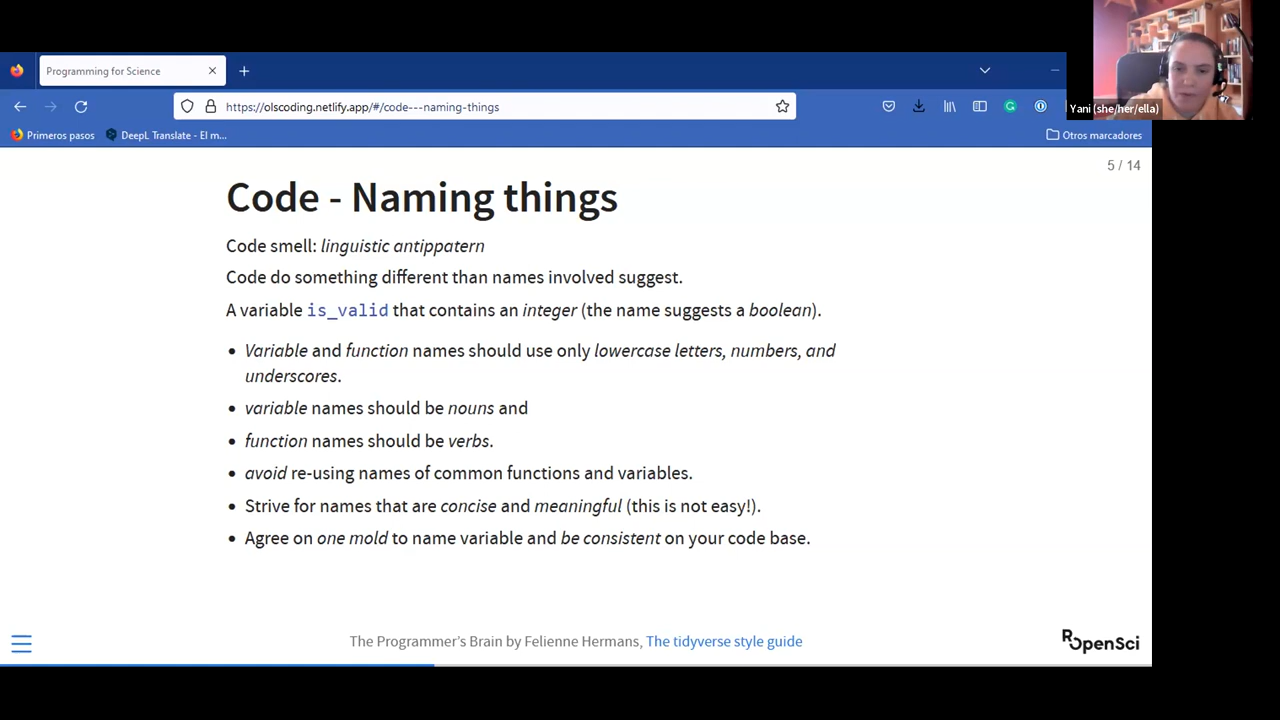 Programming for Science
https://olscoding.netlify.app/#/code---naming-things
Yani (she/her/ella)
Primeros pasos
DeepL Translate - El m...
Otros marcadores
5 / 14
Code - Naming things
Code smell: linguistic antippatern
Code do something different than names involved suggest.
A variable is_valid that contains an integer (the name suggests a boolean).
• Variable and function names should use only lowercase letters, numbers, and
underscores.
• variable names should be nouns and
• function names should be verbs.
• avoid re-using names of common functions and variables.
• Strive for names that are concise and meaningful (this is not easy!).
• Agree on one mold to name variable and be consistent on your code base.
The Programmer's Brain by Felienne Hermans, The tidyverse style guide
ROpenSci